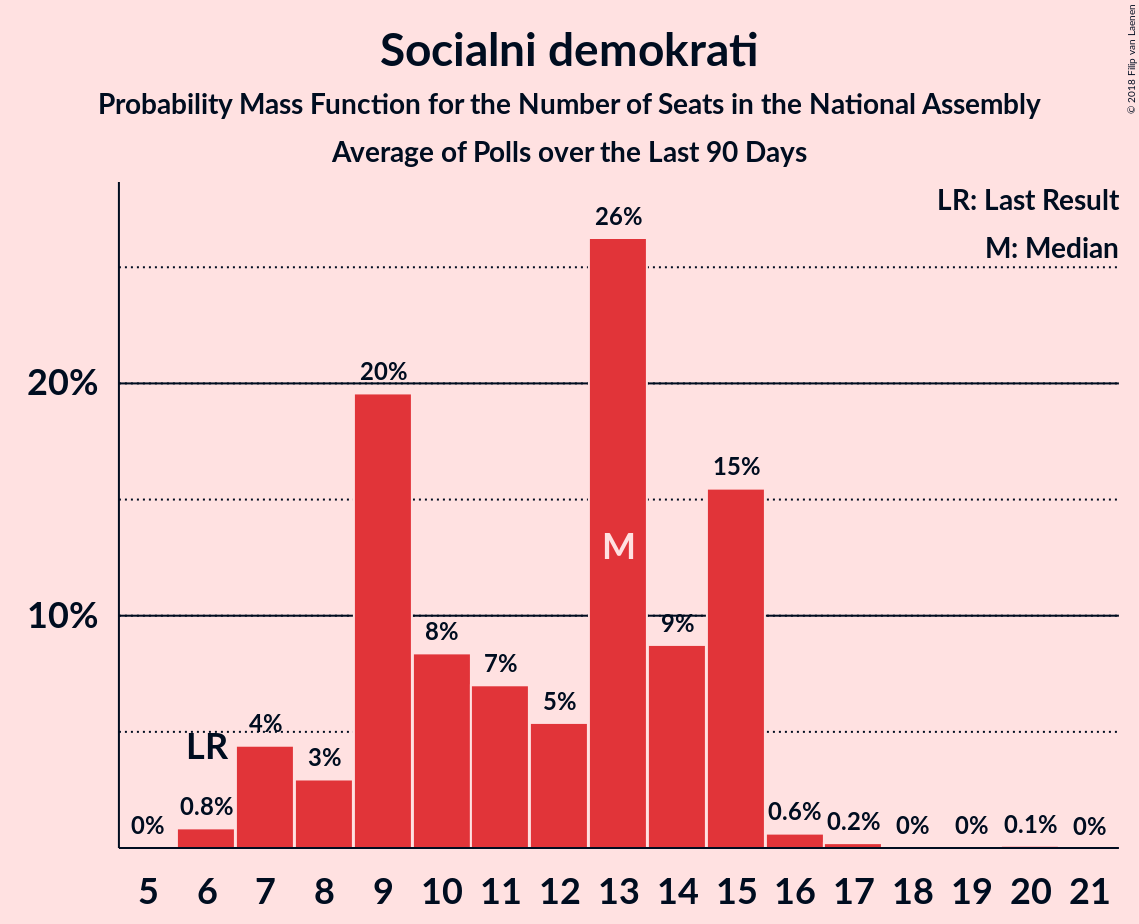 Socialni demokrati
Probability Mass Function for the Number of Seats in the National Assembly
Average of Polls over the Last 90 Days
© 2018 Filip van Laenen
LR: Last Result
M: Median
20%
10%
0%
0.8%
LR
4%
3%
20%
8%
7%
5%
26%
M
9%
15%
0.6%
0.2%
0%
0%
0.1%
0%
5 6 7 8 9 10 11 12 13 14 15 16 17 18 19 20 21